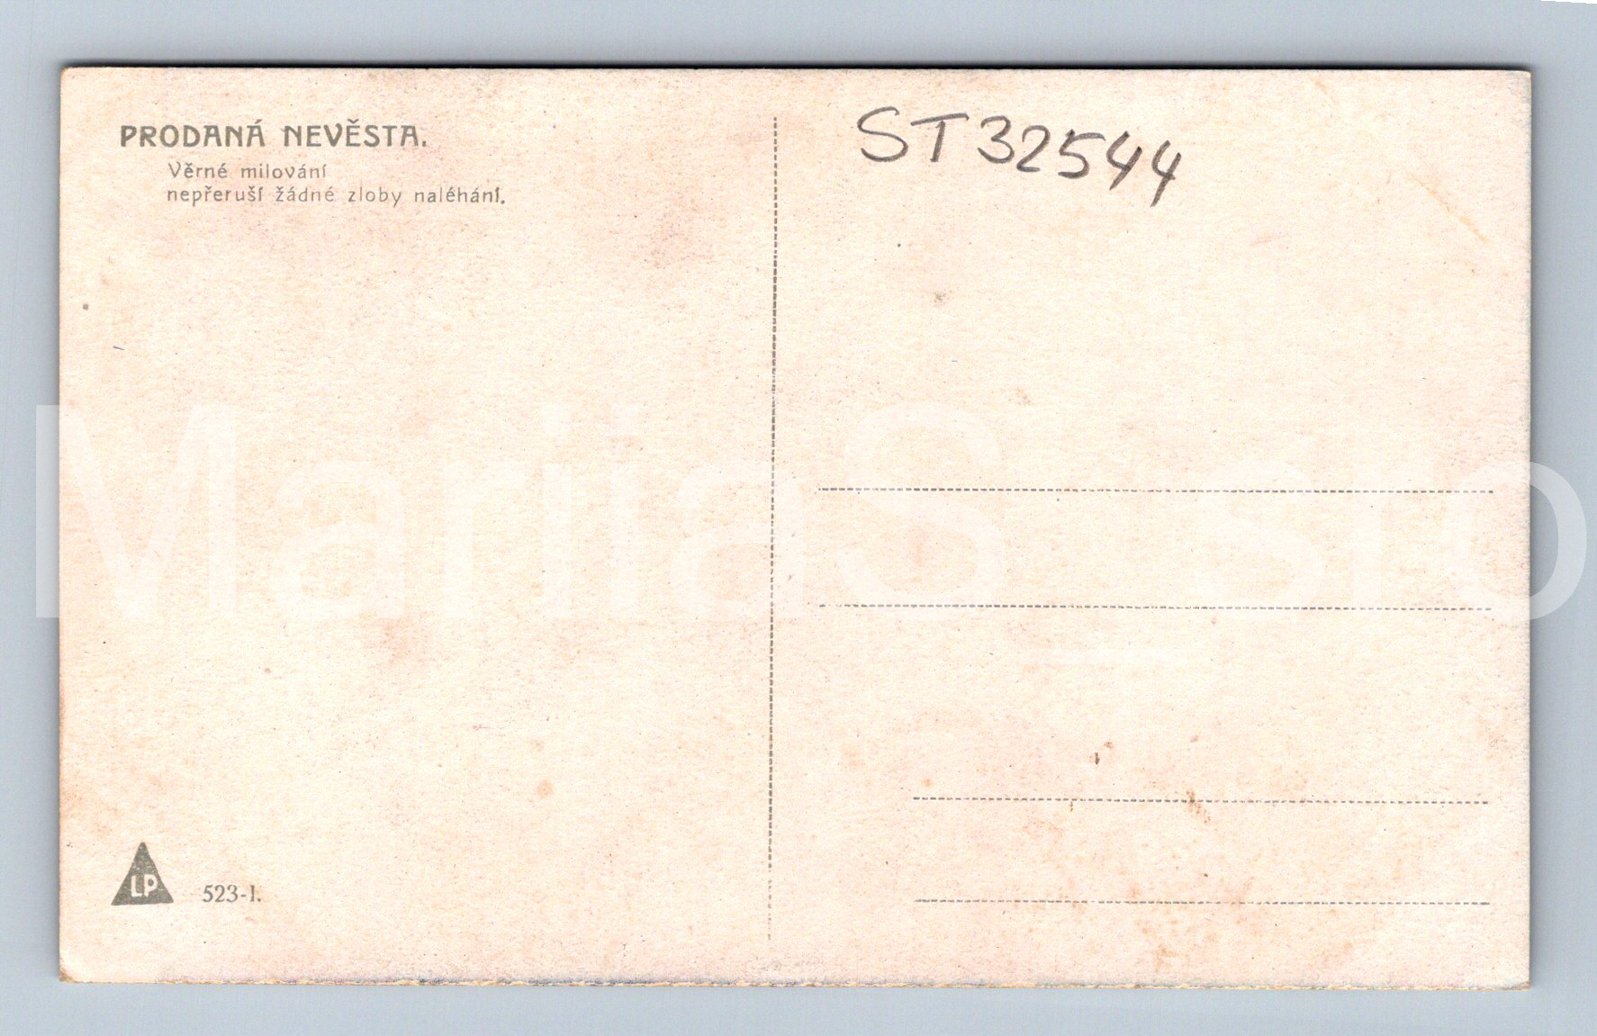 PRODANÁ NEVĚSTA.
Věrné milování
nepřeruší žádné zloby naléhání.
ST32544
LP
523-I.